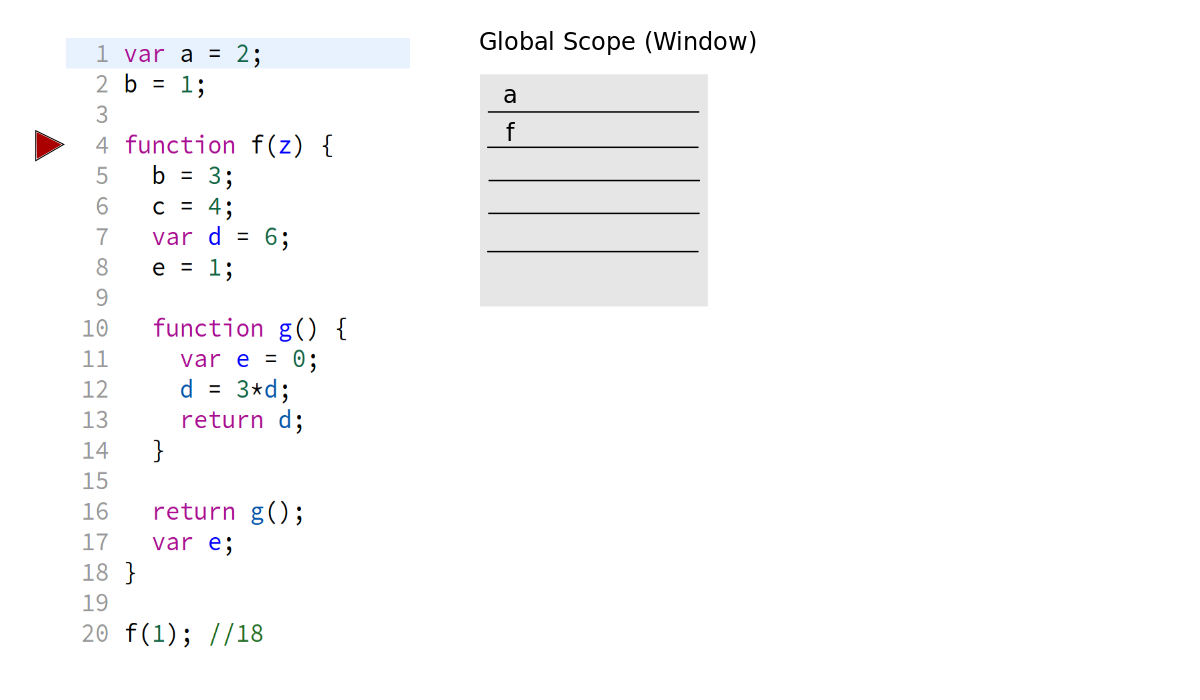 1 var a = 2;
2 b = 1;
3
4 function f(z) {
5   b = 3;
6   c = 4;
7   var d = 6;
8   e = 1;
9
10   function g() {
11     var e = 0;
12     d = 3*d;
13     return d;
14   }
15
16   return g();
17   var e;
18 }
19
20 f(1); //18
Global Scope (Window)
a
f